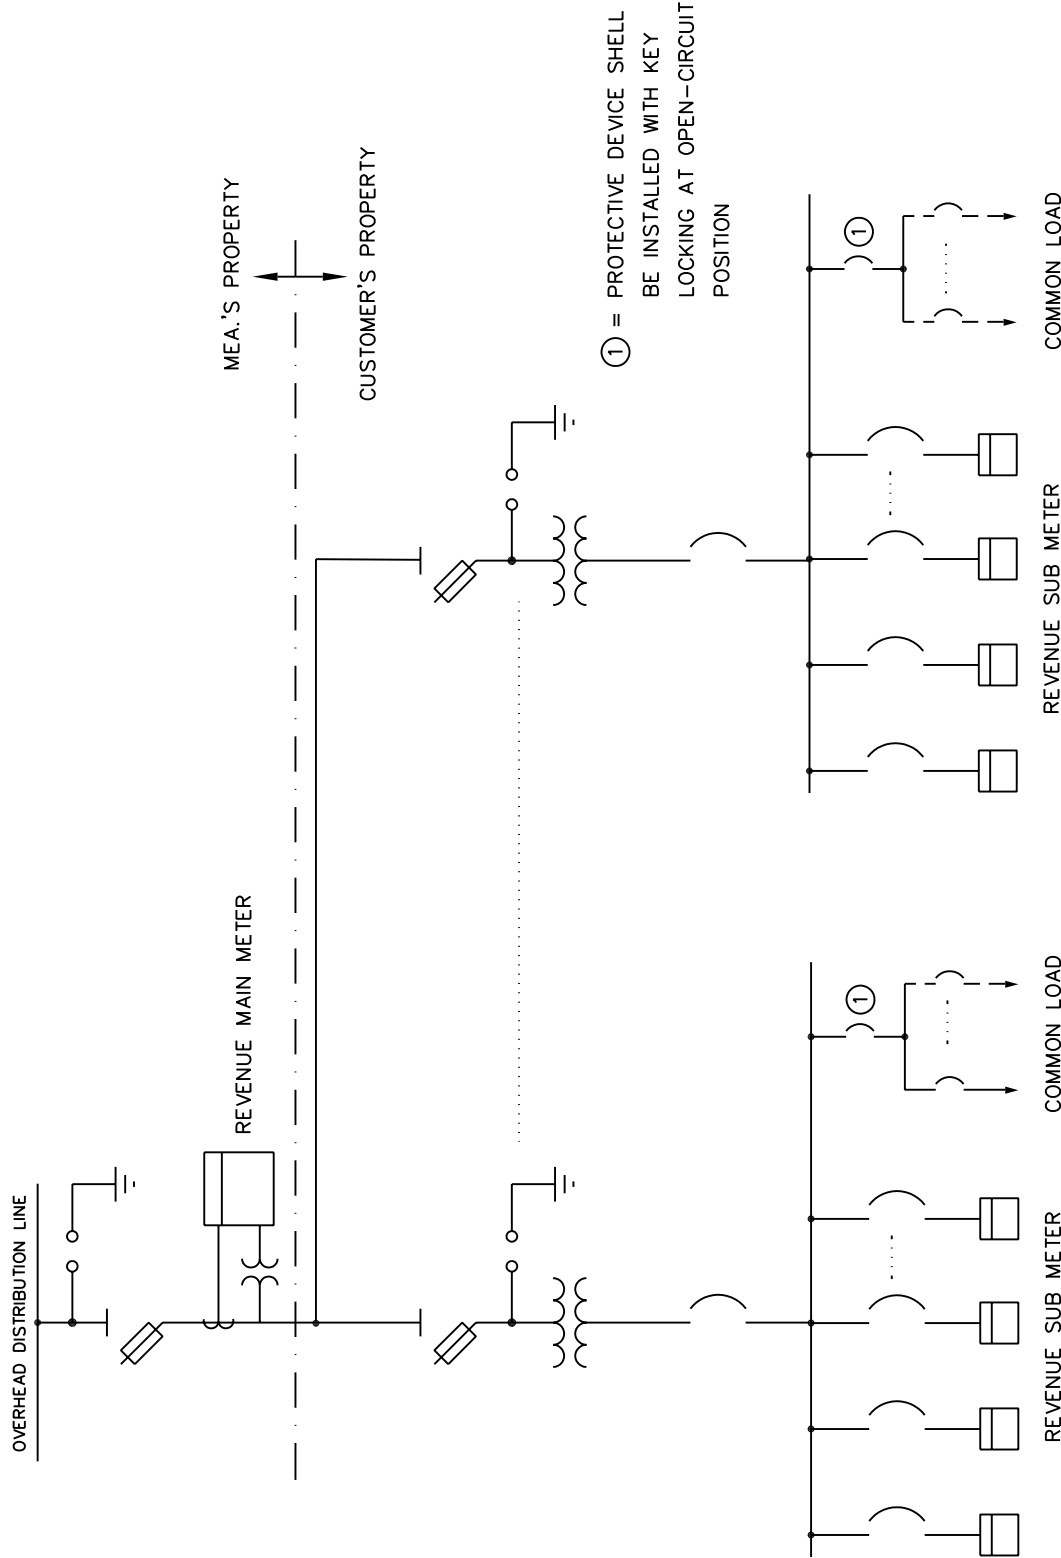 OVERHEAD DISTRIBUTION LINE
REVENUE MAIN METER
MEA.'S PROPERTY
CUSTOMER'S PROPERTY
1 = PROTECTIVE DEVICE SHELL
BE INSTALLED WITH KEY
LOCKING AT OPEN-CIRCUIT
POSITION
1
1
REVENUE SUB METER
COMMON LOAD
REVENUE SUB METER
COMMON LOAD